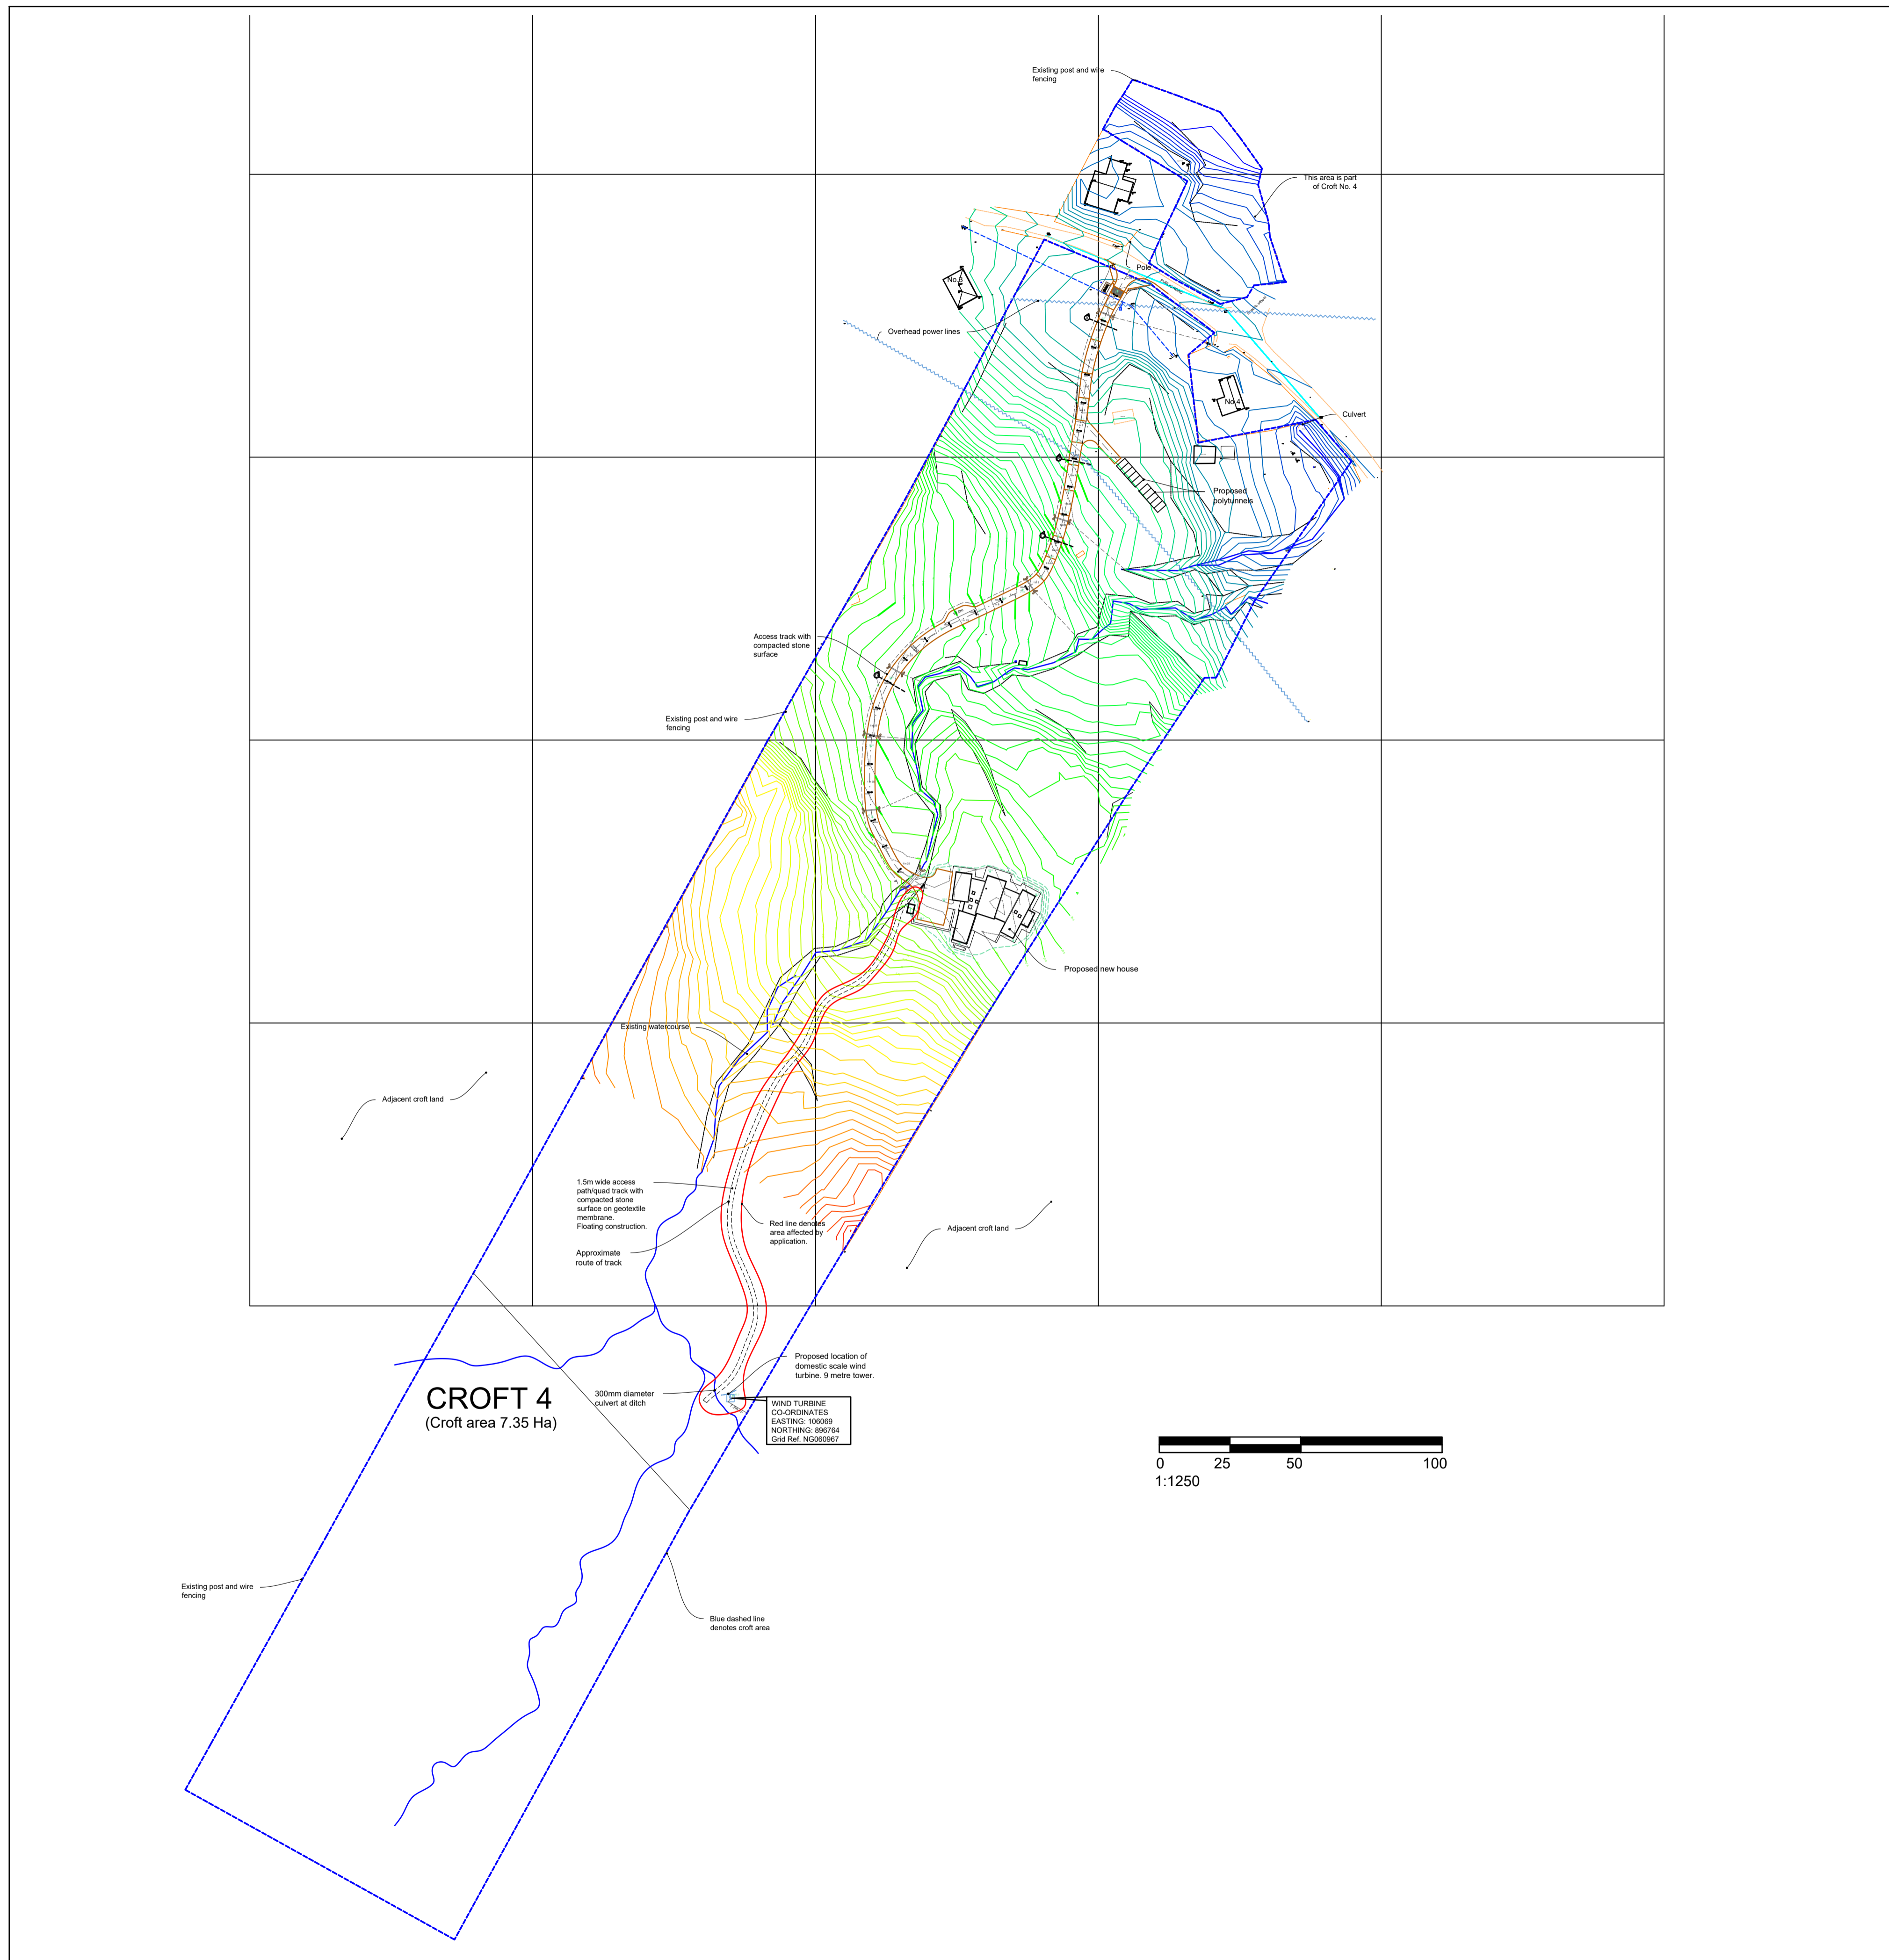 Existing post and wire
fencing
This area is part
of Croft No. 4
Pole
No.3
Overhead power lines
No.4
Culvert
Proposed
polytunnels
Access track with
compacted stone
surface
Existing post and wire
fencing
Proposed new house
Existing watercourse
Adjacent croft land
1.5m wide access
path/quad track with
compacted stone
surface on geotextile
membrane.
Floating construction.
Red line denotes
area affected by
application.
Adjacent croft land
Approximate
route of track
Proposed location of
domestic scale wind
turbine. 9 metre tower.
300mm diameter
culvert at ditch
CROFT 4
(Croft area 7.35 Ha)
WIND TURBINE
CO-ORDINATES
EASTING: 106069
NORTHING: 896764
Grid Ref. NG060967
0 25 50 100
1:1250
Existing post and wire
fencing
Blue dashed line
denotes croft area